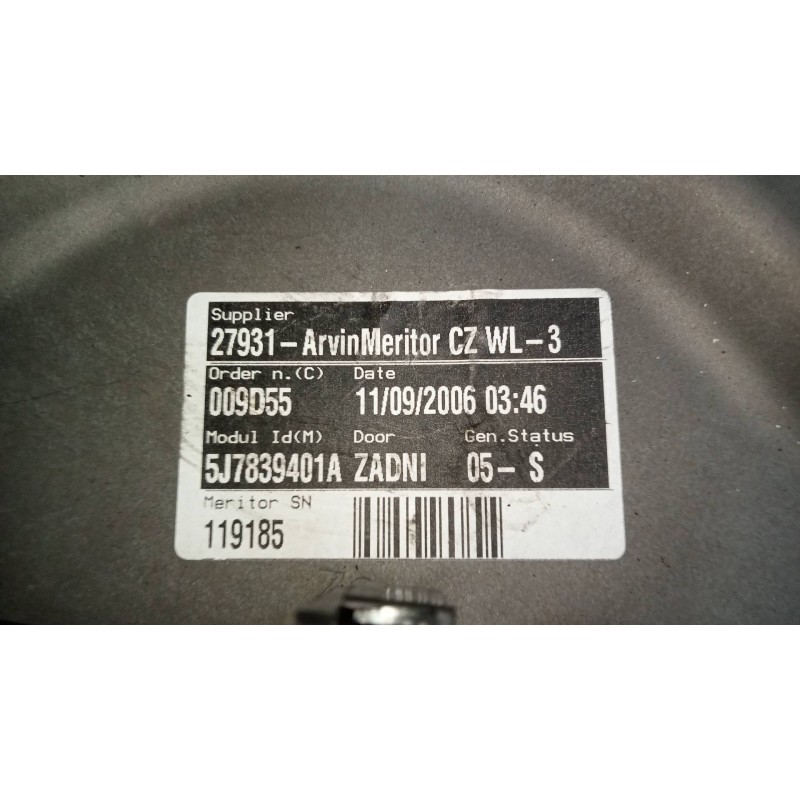 Supplier
27931-ArvinMeritor CZ WL-3
Order n.(C) Date
009D55 11/09/2006 03:46
Modul Id(M) Door Gen.Status
5J7839401A ZADNI 05-S
Meritor SN
119185